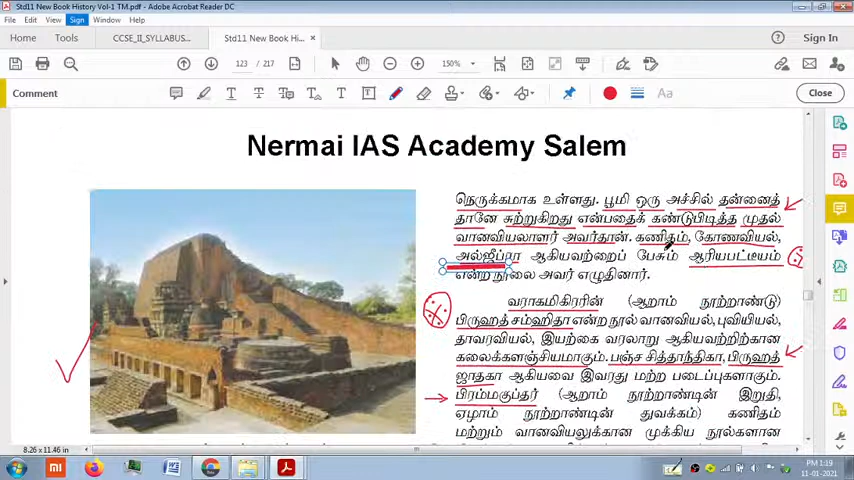 Std11 New Book History Vol-1 TM.pdf - Adobe Acrobat Reader DC
File Edit View Sign Window Help
Home Tools CCSE_II_SYLLABUS... Std11 New Book His... × Sign In
123 / 217 150%
Comment T T T T Aa Close
Nermai IAS Academy Salem
நெருக்கமாக உள்ளது. பூமி ஒரு அச்சில் தன்னைத்
தானே சுற்றுகிறது என்பதைக் கண்டுபிடித்த முதல்
வானவியலாளர் அவர்தான். கணிதம், கோணவியல்,
அல்ஜீப்ரா ஆகியவற்றைப் பேசும் ஆரியபட்டீயம்
என்ற நூலை அவர் எழுதினார்.
வராகமிகிரரின் (ஆறாம் நூற்றாண்டு)
பிருஹத் சம்ஹிதா என்ற நூல் வானவியல், புவியியல்,
தாவரவியல், இயற்கை வரலாறு ஆகியவற்றிற்கான
கலைக்களஞ்சியமாகும். பஞ்ச சித்தாந்திகா, பிருஹத்
ஜாதகா ஆகியவை இவரது மற்ற படைப்புகளாகும்.
பிரம்மகுப்தர் (ஆறாம் நூற்றாண்டின் இறுதி,
ஏழாம் நூற்றாண்டின் துவக்கம்) கணிதம்
மற்றும் வானவியலுக்கான முக்கிய நூல்களான
8.26 x 11.46 in
PM 1:19
11-01-2021